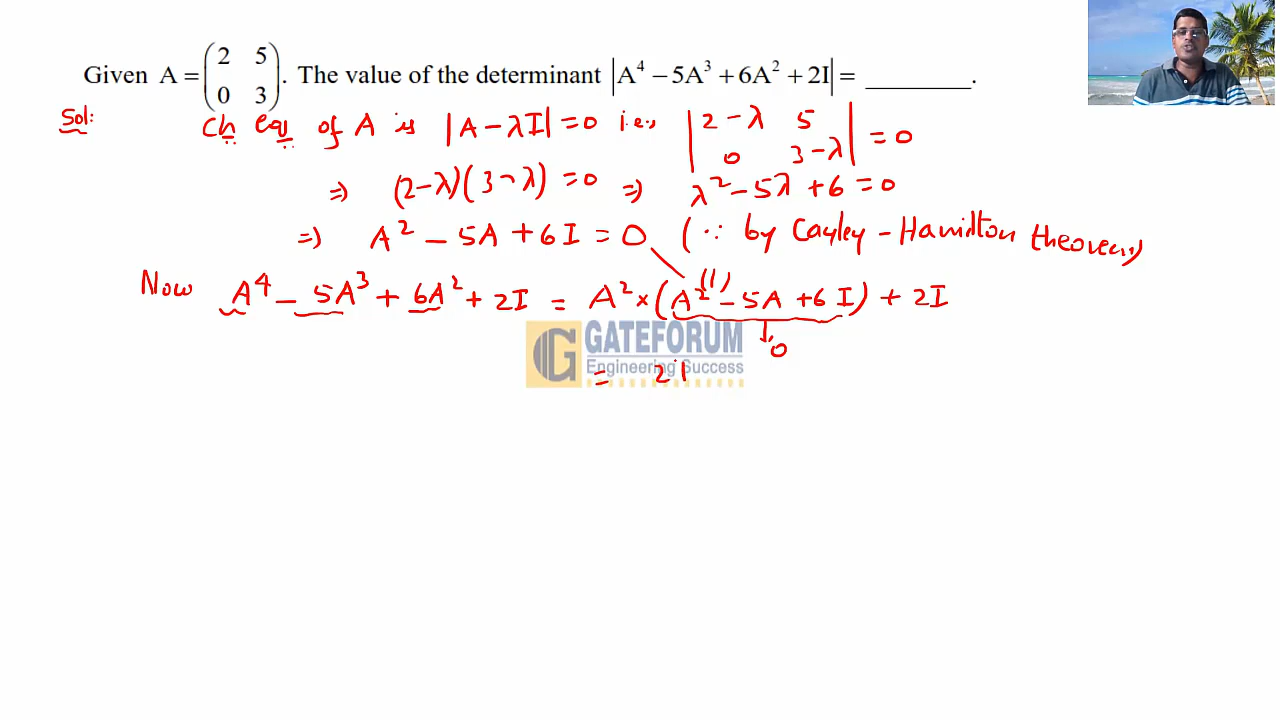 Given A = (2 5; 0 3). The value of the determinant |A⁴ − 5A³ + 6A² + 2I| = ________.
Sol:
Ch eqn of A is |A − λI| = 0 i.e., |2 − λ 5; 0 3 − λ| = 0
⇒ (2 − λ)(3 − λ) = 0 ⇒ λ² − 5λ + 6 = 0
⇒ A² − 5A + 6I = 0 (∵ by Cayley - Hamilton theorem)
(1)
Now A⁴ − 5A³ + 6A² + 2I = A² × (A² − 5A + 6I) + 2I
0
GATEFORUM
Engineering Success
= 2I